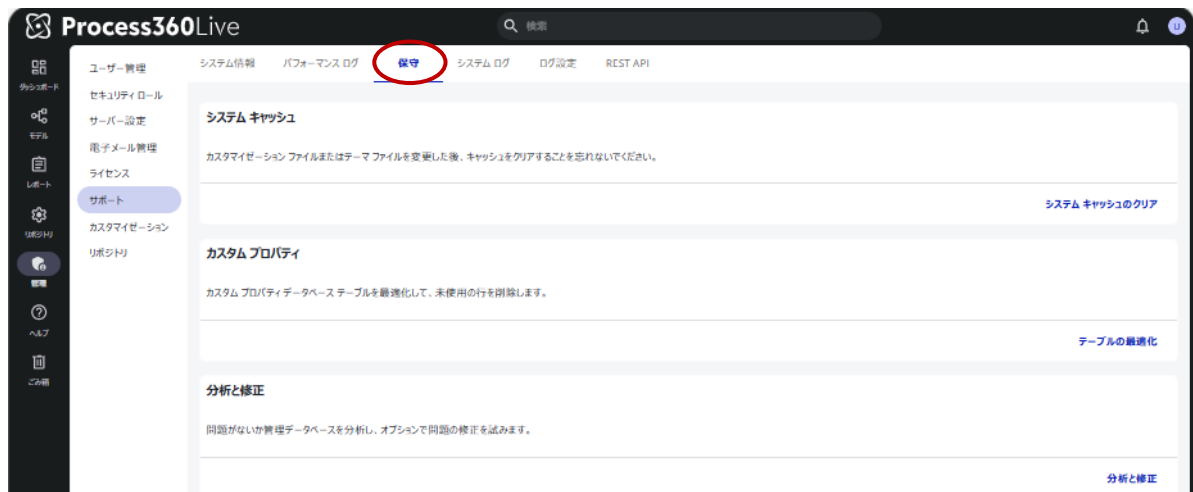 Process360Live
検索
U
ダッシュボード
モデル
レポート
リポジトリ
管理
ヘルプ
ごみ箱
ユーザー管理
セキュリティ ロール
サーバー設定
電子メール管理
ライセンス
サポート
カスタマイゼーション
リポジトリ
システム情報 パフォーマンス ログ 保守 システム ログ ログ設定 REST API
システム キャッシュ
カスタマイゼーション ファイルまたはテーマ ファイルを変更した後、キャッシュをクリアすることを忘れないでください。
システム キャッシュのクリア
カスタム プロパティ
カスタム プロパティ データベース テーブルを最適化して、未使用の行を削除します。
テーブルの最適化
分析と修正
問題がないか管理データベースを分析し、オプションで問題の修正を試みます。
分析と修正